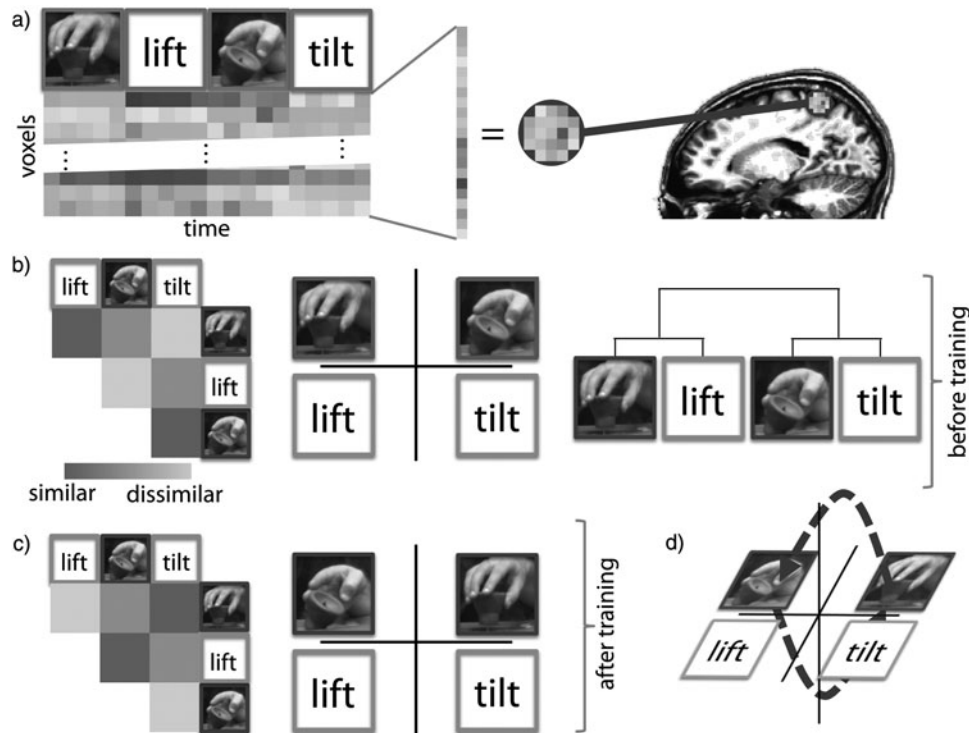 a)
lift
tilt
voxels
time
=
b)
lift
tilt
lift
similar
dissimilar
lift
tilt
lift
tilt
before training
c)
lift
tilt
lift
lift
tilt
after training
d)
lift
tilt